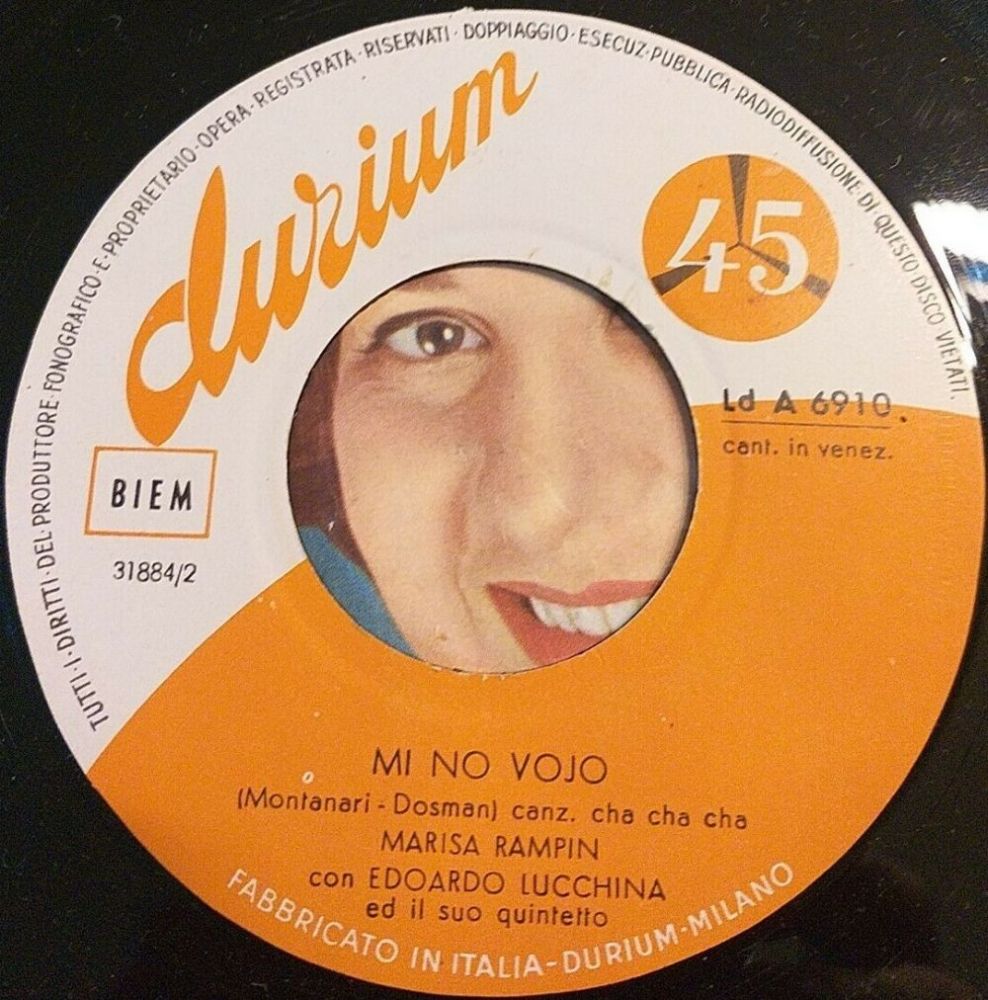 TUTTI·I·DIRITTI·DEL·PRODUTTORE·FONOGRAFICO·E·PROPRIETARIO·OPERA·REGISTRATA·RISERVATI·DOPPIAGGIO·ESECUZ·PUBBLICA·RADIODIFFUSIONE·DI·QUESTO·DISCO·VIETATI.
durium
45
Ld A 6910.
cant. in venez.
BIEM
31884/2
MI NO VOJO
(Montanari - Dosman) canz. cha cha cha
MARISA RAMPIN
con EDOARDO LUCCHINA
ed il suo quintetto
FABBRICATO IN ITALIA-DURIUM-MILANO